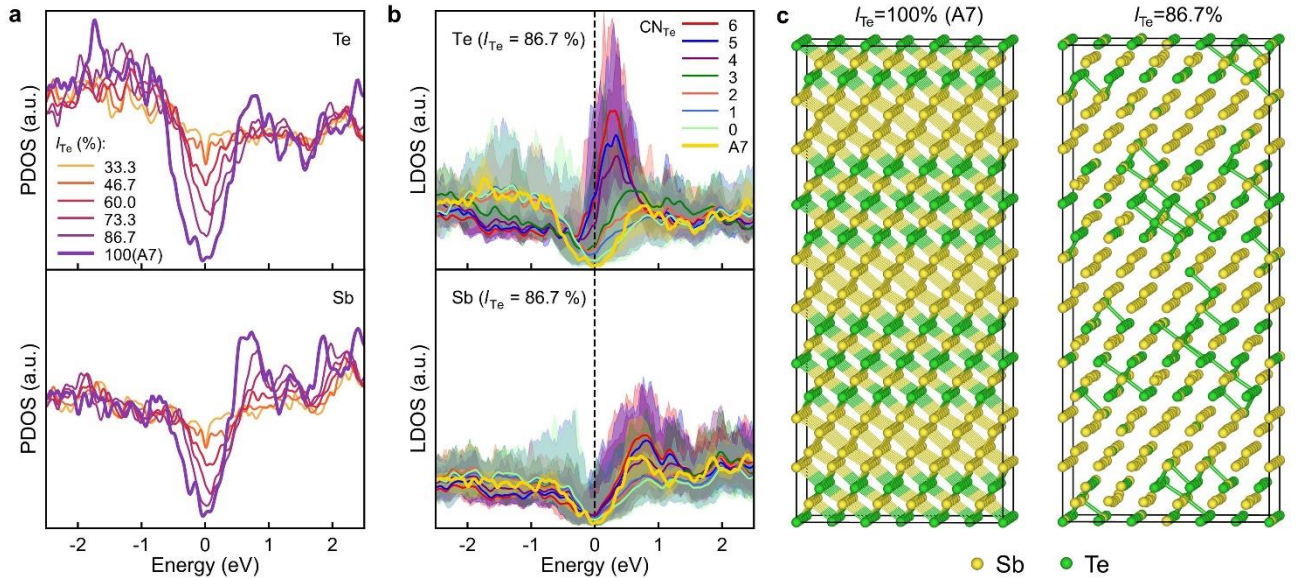 a
Te
PDOS (a.u.)
I_Te (%):
33.3
46.7
60.0
73.3
86.7
100(A7)
Sb
PDOS (a.u.)
-2 -1 0 1 2
Energy (eV)
b
Te (I_Te = 86.7 %)
CN_Te
6
5
4
3
2
1
0
A7
LDOS (a.u.)
Sb (I_Te = 86.7 %)
LDOS (a.u.)
-2 -1 0 1 2
Energy (eV)
c
I_Te=100% (A7)
I_Te=86.7%
Sb Te